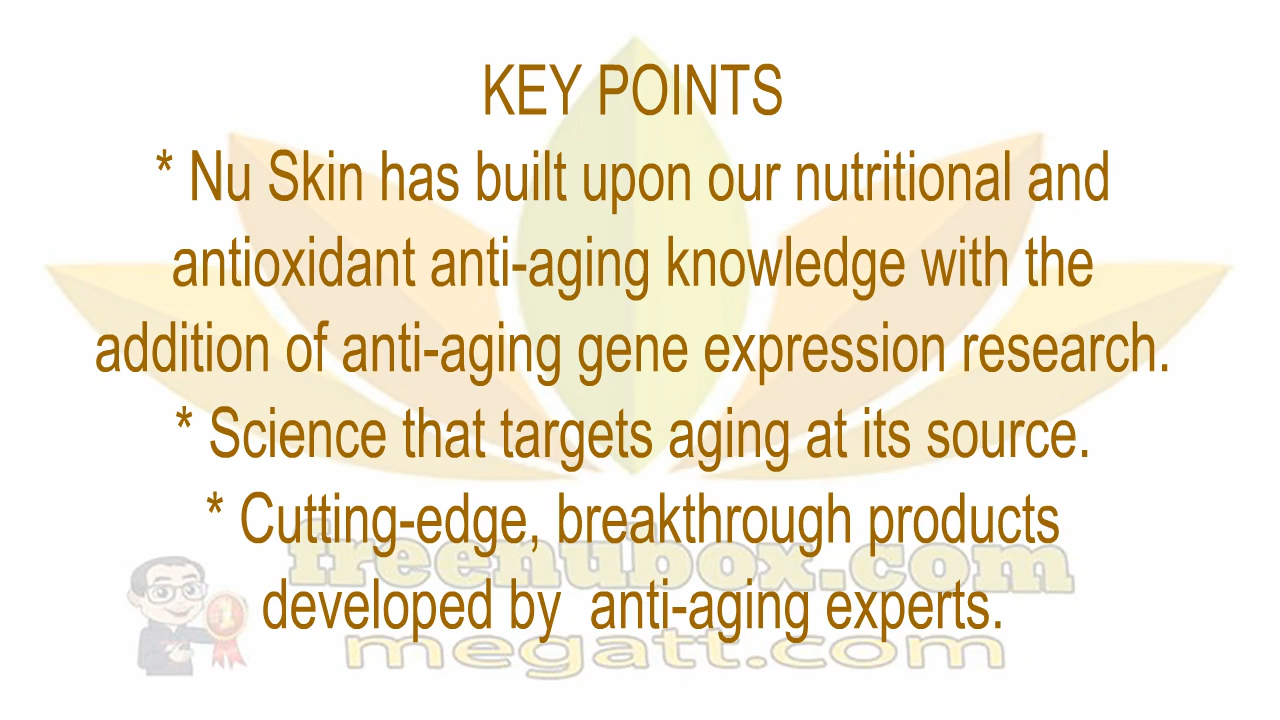 KEY POINTS
* Nu Skin has built upon our nutritional and
antioxidant anti-aging knowledge with the
addition of anti-aging gene expression research.
* Science that targets aging at its source.
* Cutting-edge, breakthrough products
freenubox.com
developed by  anti-aging experts.
1
megatt.com